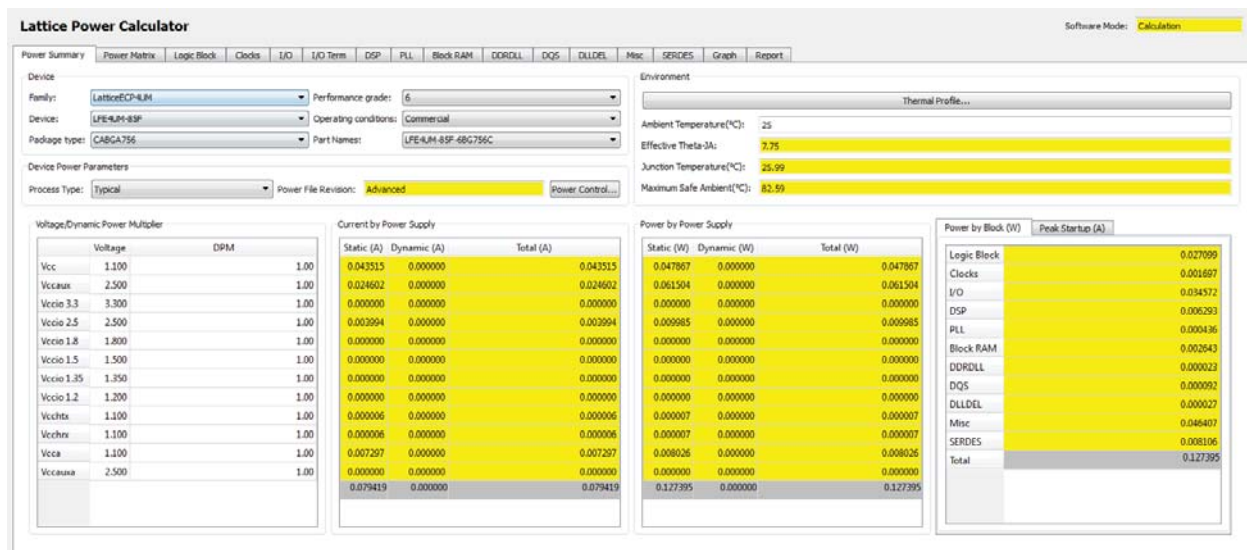 Lattice Power Calculator
Software Mode: Calculation
Power Summary Power Matrix Logic Block Clocks I/O I/O Term DSP PLL Block RAM DDRDLL DQS DLLDEL Misc SERDES Graph Report
Device
Family: LatticeECP4UM Performance grade: 6
Device: LFE4UM-85F Operating conditions: Commercial
Package type: CABGA756 Part Names: LFE4UM-85F-6BG756C
Device Power Parameters
Process Type: Typical Power File Revision: Advanced Power Control...
Environment
Thermal Profile...
Ambient Temperature(ºC): 25
Effective Theta-JA: 7.75
Junction Temperature(ºC): 25.99
Maximum Safe Ambient(ºC): 82.59
Voltage/Dynamic Power Multiplier
Voltage DPM
Vcc 1.100 1.00
Vccaux 2.500 1.00
Vccio 3.3 3.300 1.00
Vccio 2.5 2.500 1.00
Vccio 1.8 1.800 1.00
Vccio 1.5 1.500 1.00
Vccio 1.35 1.350 1.00
Vccio 1.2 1.200 1.00
Vcchtx 1.100 1.00
Vcchrx 1.100 1.00
Vcca 1.100 1.00
Vccauxa 2.500 1.00
Current by Power Supply
Static (A) Dynamic (A) Total (A)
0.043515 0.000000 0.043515
0.024602 0.000000 0.024602
0.000000 0.000000 0.000000
0.003994 0.000000 0.003994
0.000000 0.000000 0.000000
0.000000 0.000000 0.000000
0.000000 0.000000 0.000000
0.000000 0.000000 0.000000
0.000006 0.000000 0.000006
0.000006 0.000000 0.000006
0.007297 0.000000 0.007297
0.000000 0.000000 0.000000
0.079419 0.000000 0.079419
Power by Power Supply
Static (W) Dynamic (W) Total (W)
0.047867 0.000000 0.047867
0.061504 0.000000 0.061504
0.000000 0.000000 0.000000
0.009985 0.000000 0.009985
0.000000 0.000000 0.000000
0.000000 0.000000 0.000000
0.000000 0.000000 0.000000
0.000000 0.000000 0.000000
0.000007 0.000000 0.000007
0.000007 0.000000 0.000007
0.008026 0.000000 0.008026
0.000000 0.000000 0.000000
0.127395 0.000000 0.127395
Power by Block (W) Peak Startup (A)
Logic Block 0.027099
Clocks 0.001697
I/O 0.034572
DSP 0.006293
PLL 0.000436
Block RAM 0.002643
DDRDLL 0.000023
DQS 0.000092
DLLDEL 0.000027
Misc 0.046407
SERDES 0.008106
Total 0.127395